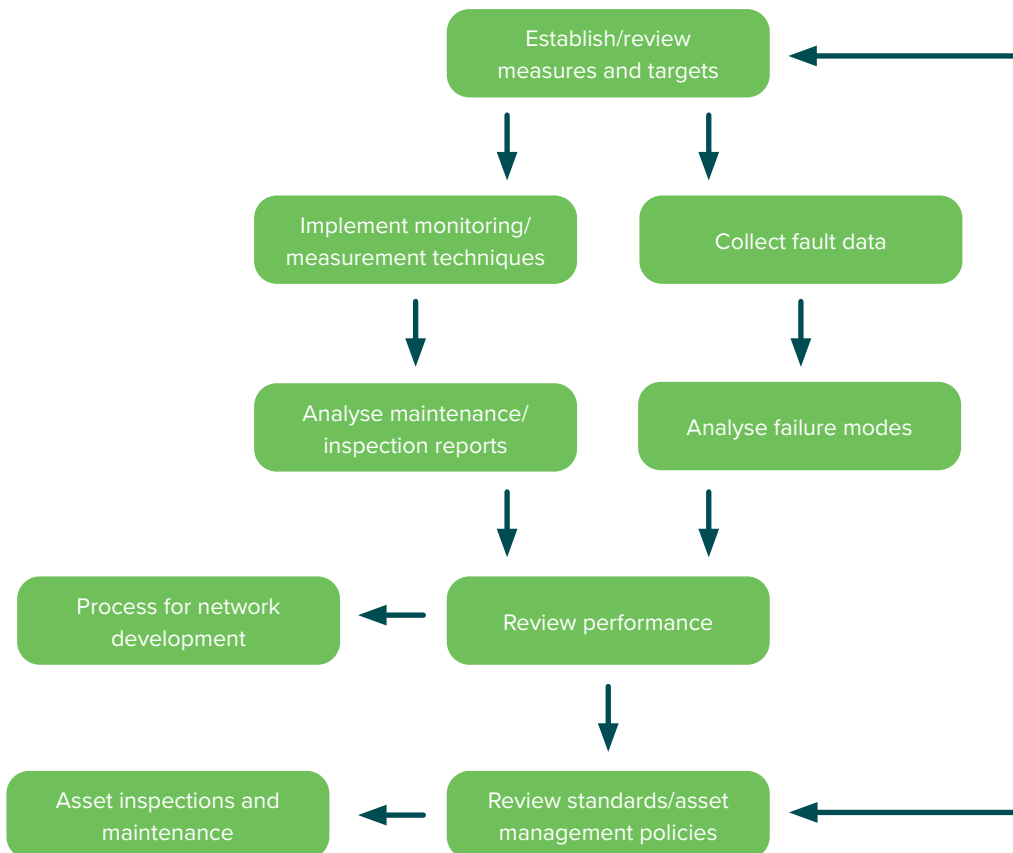 Establish/review
measures and targets
Implement monitoring/
measurement techniques
Collect fault data
Analyse maintenance/
inspection reports
Analyse failure modes
Process for network
development
Review performance
Asset inspections and
maintenance
Review standards/asset
management policies